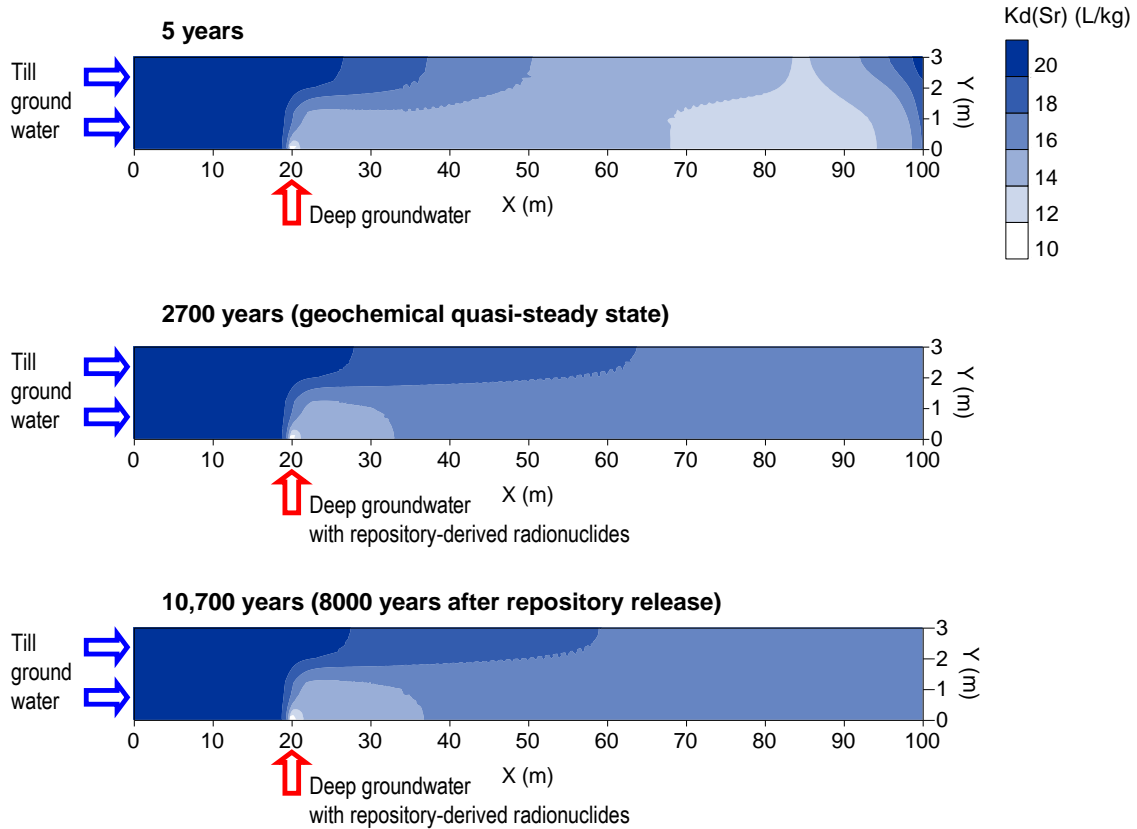 Kd(Sr) (L/kg)
20
18
16
14
12
10
5 years
Till
ground
water
3
2
1
0
Y (m)
0 10 20 30 40 50 60 70 80 90 100
X (m)
Deep groundwater
2700 years (geochemical quasi-steady state)
Till
ground
water
3
2
1
0
Y (m)
0 10 20 30 40 50 60 70 80 90 100
X (m)
Deep groundwater
with repository-derived radionuclides
10,700 years (8000 years after repository release)
Till
ground
water
3
2
1
0
Y (m)
0 10 20 30 40 50 60 70 80 90 100
X (m)
Deep groundwater
with repository-derived radionuclides